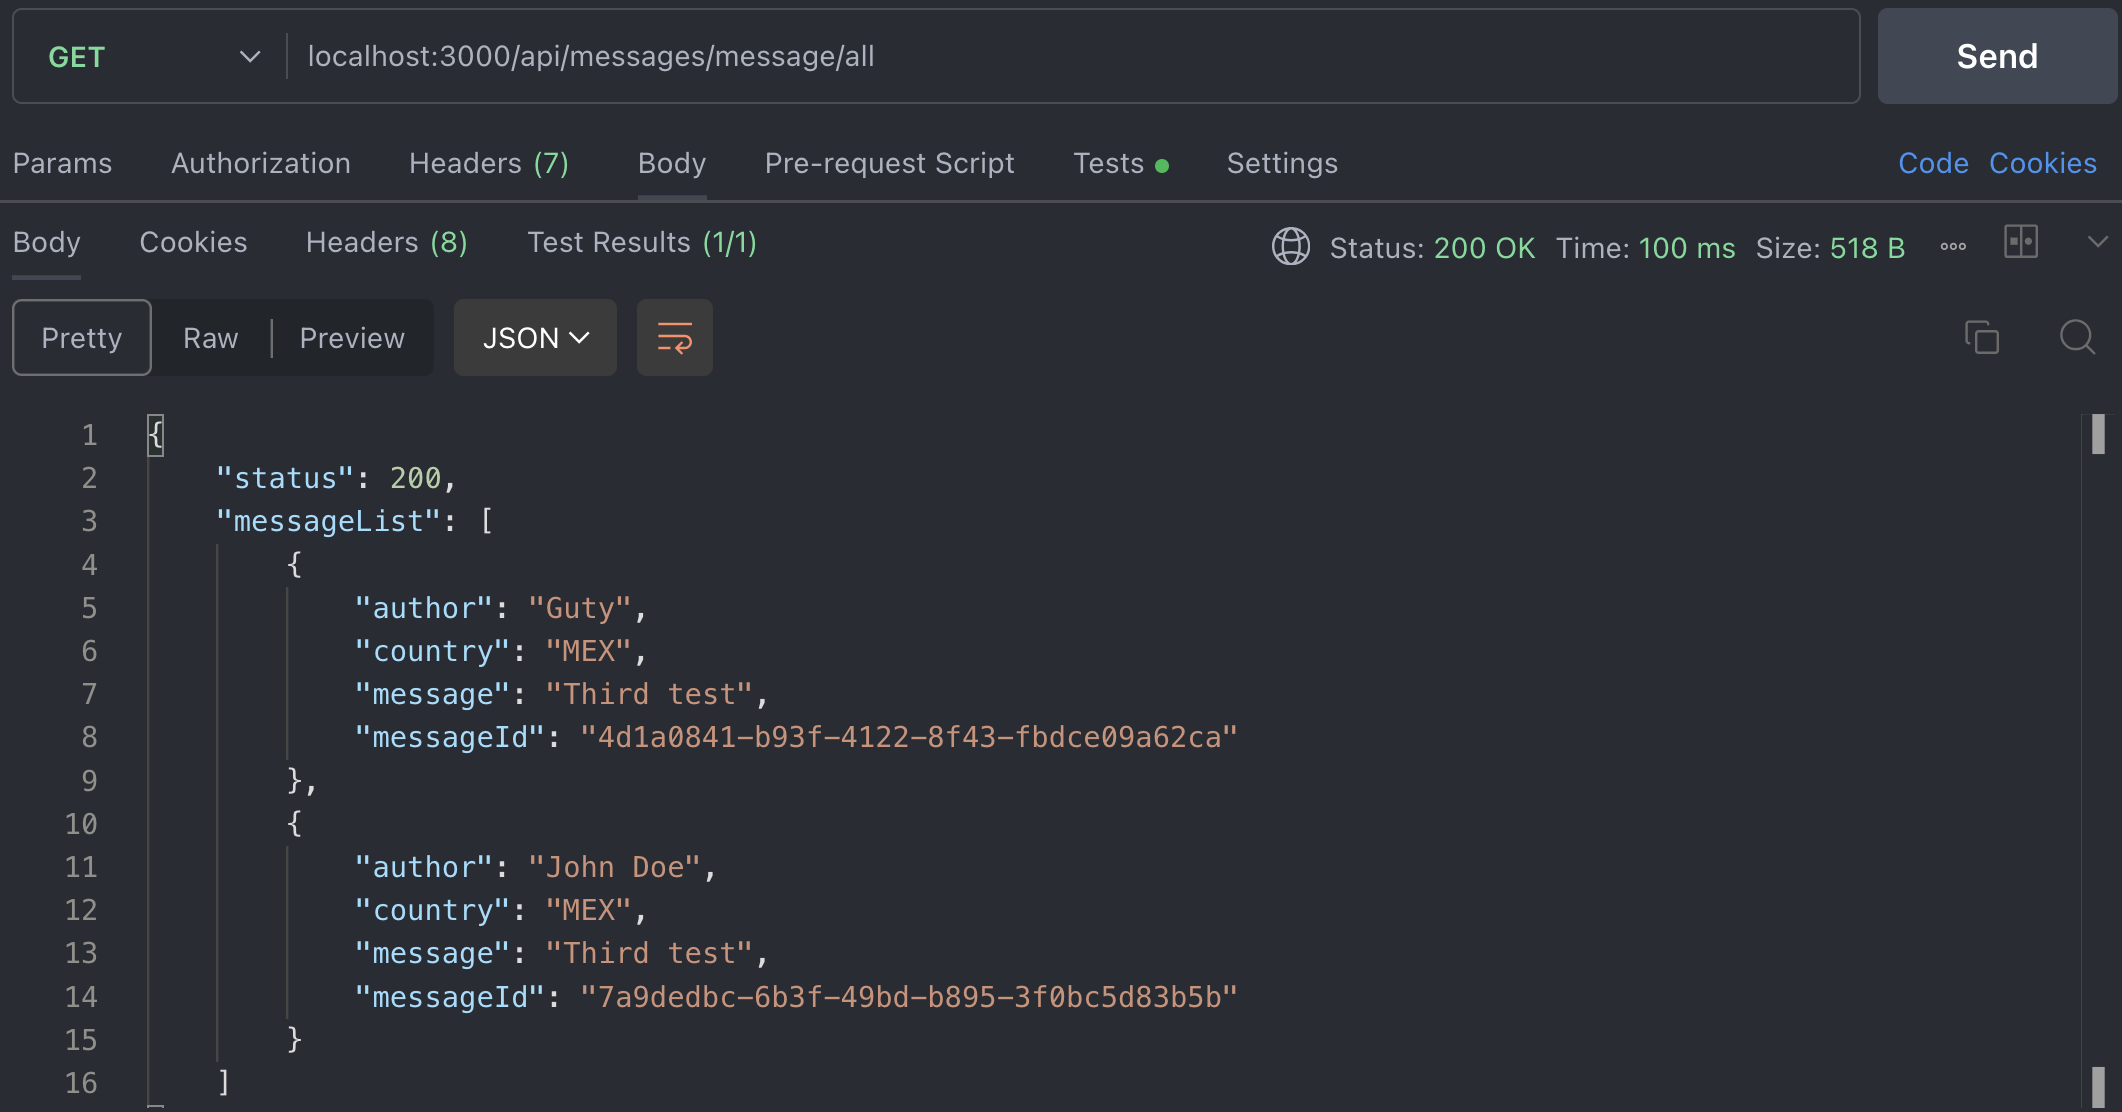 GET localhost:3000/api/messages/message/all Send
Params Authorization Headers (7) Body Pre-request Script Tests Settings Code Cookies
Body Cookies Headers (8) Test Results (1/1) Status: 200 OK Time: 100 ms Size: 518 B
Pretty Raw Preview JSON
1 {
2 "status": 200,
3 "messageList": [
4 {
5 "author": "Guty",
6 "country": "MEX",
7 "message": "Third test",
8 "messageId": "4d1a0841-b93f-4122-8f43-fbdce09a62ca"
9 },
10 {
11 "author": "John Doe",
12 "country": "MEX",
13 "message": "Third test",
14 "messageId": "7a9dedbc-6b3f-49bd-b895-3f0bc5d83b5b"
15 }
16 ]